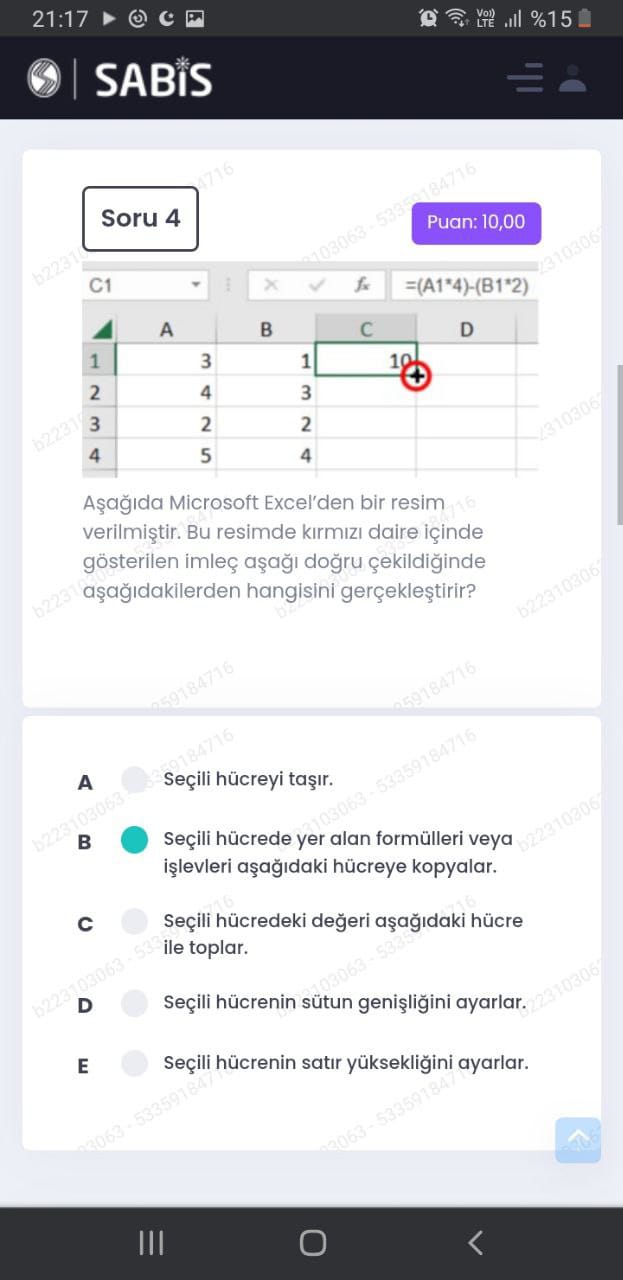 21:17
Vo))
LTE
%15
S | SABİS
Soru 4
Puan: 10,00
C1
fx
=(A1*4)-(B1*2)
A B C D
1 3 1 10
2 4 3
3 2 2
4 5 4
Aşağıda Microsoft Excel’den bir resim
verilmiştir. Bu resimde kırmızı daire içinde
gösterilen imleç aşağı doğru çekildiğinde
aşağıdakilerden hangisini gerçekleştirir?
A Seçili hücreyi taşır.
B Seçili hücrede yer alan formülleri veya
işlevleri aşağıdaki hücreye kopyalar.
C Seçili hücredeki değeri aşağıdaki hücre
ile toplar.
D Seçili hücrenin sütun genişliğini ayarlar.
E Seçili hücrenin satır yüksekliğini ayarlar.
b223103063 - 53359184716